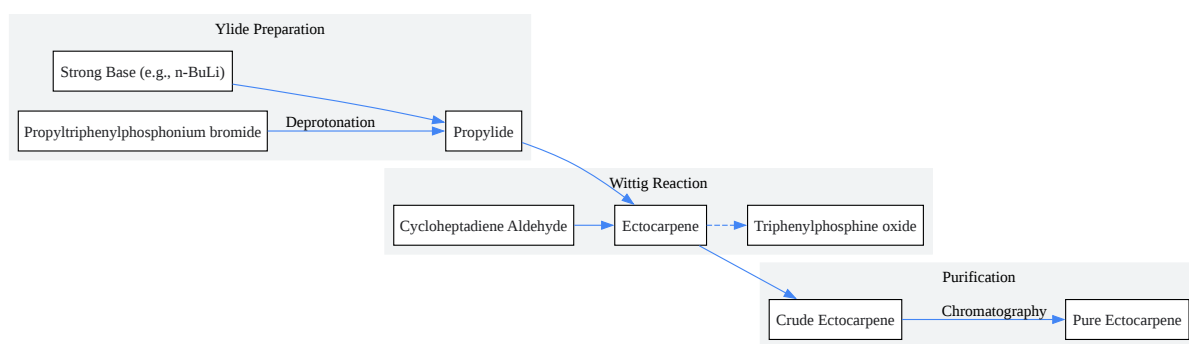 Ylide Preparation
Strong Base (e.g., n-BuLi)
Propyltriphenylphosphonium bromide
Deprotonation
Propylide
Wittig Reaction
Cycloheptadiene Aldehyde
Ectocarpene
Triphenylphosphine oxide
Purification
Crude Ectocarpene
Chromatography
Pure Ectocarpene